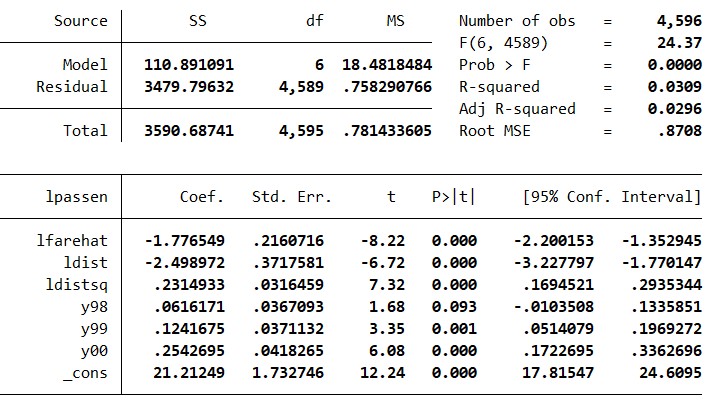 Source SS df MS Number of obs = 4,596
F(6, 4589) = 24.37
Model 110.891091 6 18.4818484 Prob > F = 0.0000
Residual 3479.79632 4,589 .758290766 R-squared = 0.0309
Adj R-squared = 0.0296
Total 3590.68741 4,595 .781433605 Root MSE = .8708
lpassen Coef. Std. Err. t P>|t| [95% Conf. Interval]
lfarehat -1.776549 .2160716 -8.22 0.000 -2.200153 -1.352945
ldist -2.498972 .3717581 -6.72 0.000 -3.227797 -1.770147
ldistsq .2314933 .0316459 7.32 0.000 .1694521 .2935344
y98 .0616171 .0367093 1.68 0.093 -.0103508 .1335851
y99 .1241675 .0371132 3.35 0.001 .0514079 .1969272
y00 .2542695 .0418265 6.08 0.000 .1722695 .3362696
_cons 21.21249 1.732746 12.24 0.000 17.81547 24.6095